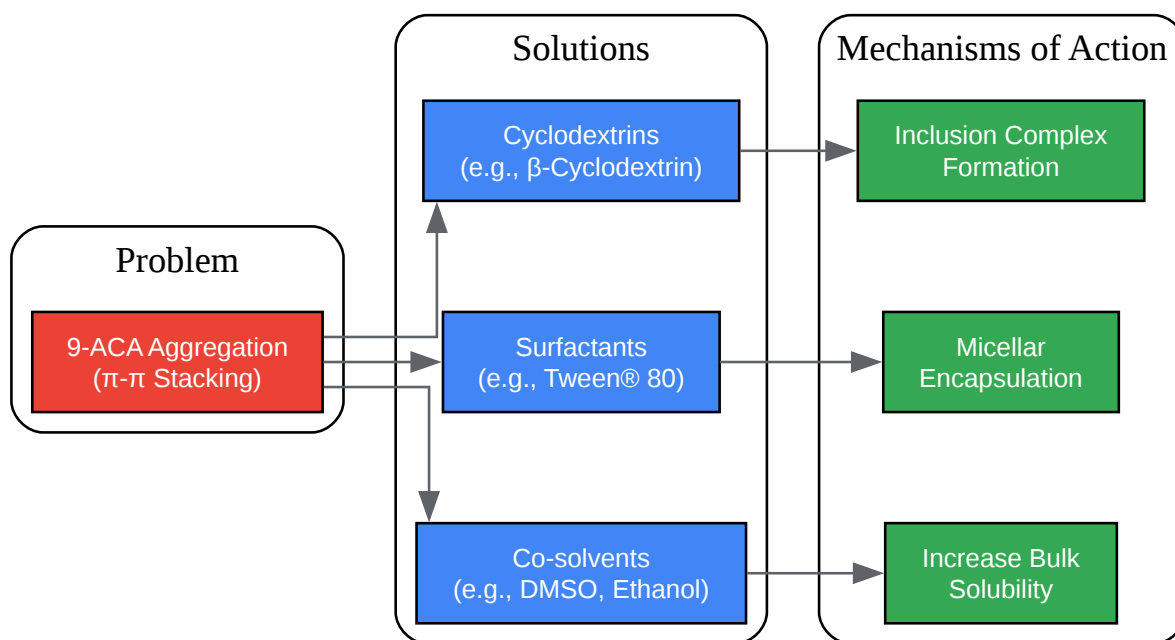 Problem
9-ACA Aggregation
(π-π Stacking)
Solutions
Cyclodextrins
(e.g., β-Cyclodextrin)
Surfactants
(e.g., Tween® 80)
Co-solvents
(e.g., DMSO, Ethanol)
Mechanisms of Action
Inclusion Complex
Formation
Micellar
Encapsulation
Increase Bulk
Solubility